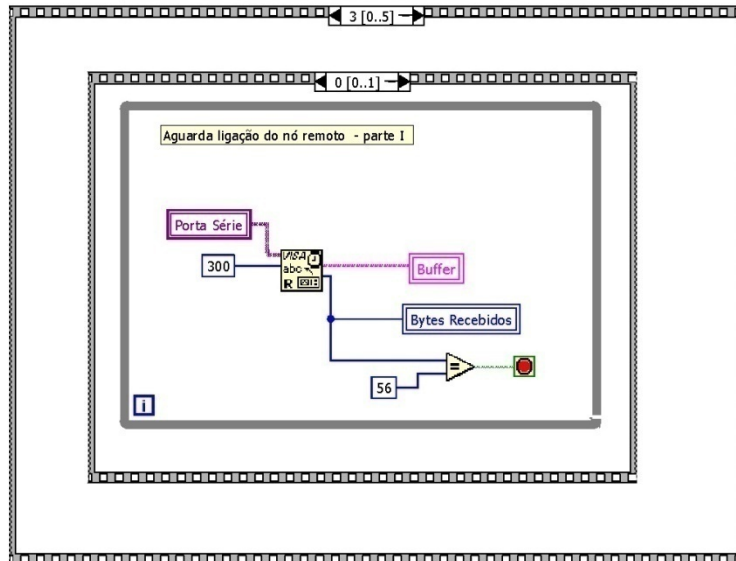 3 [0..5]
0 [0..1]
Aguarda ligação do nó remoto - parte I
Porta Série
300
VISA
abc
R
Buffer
Bytes Recebidos
=
56
i